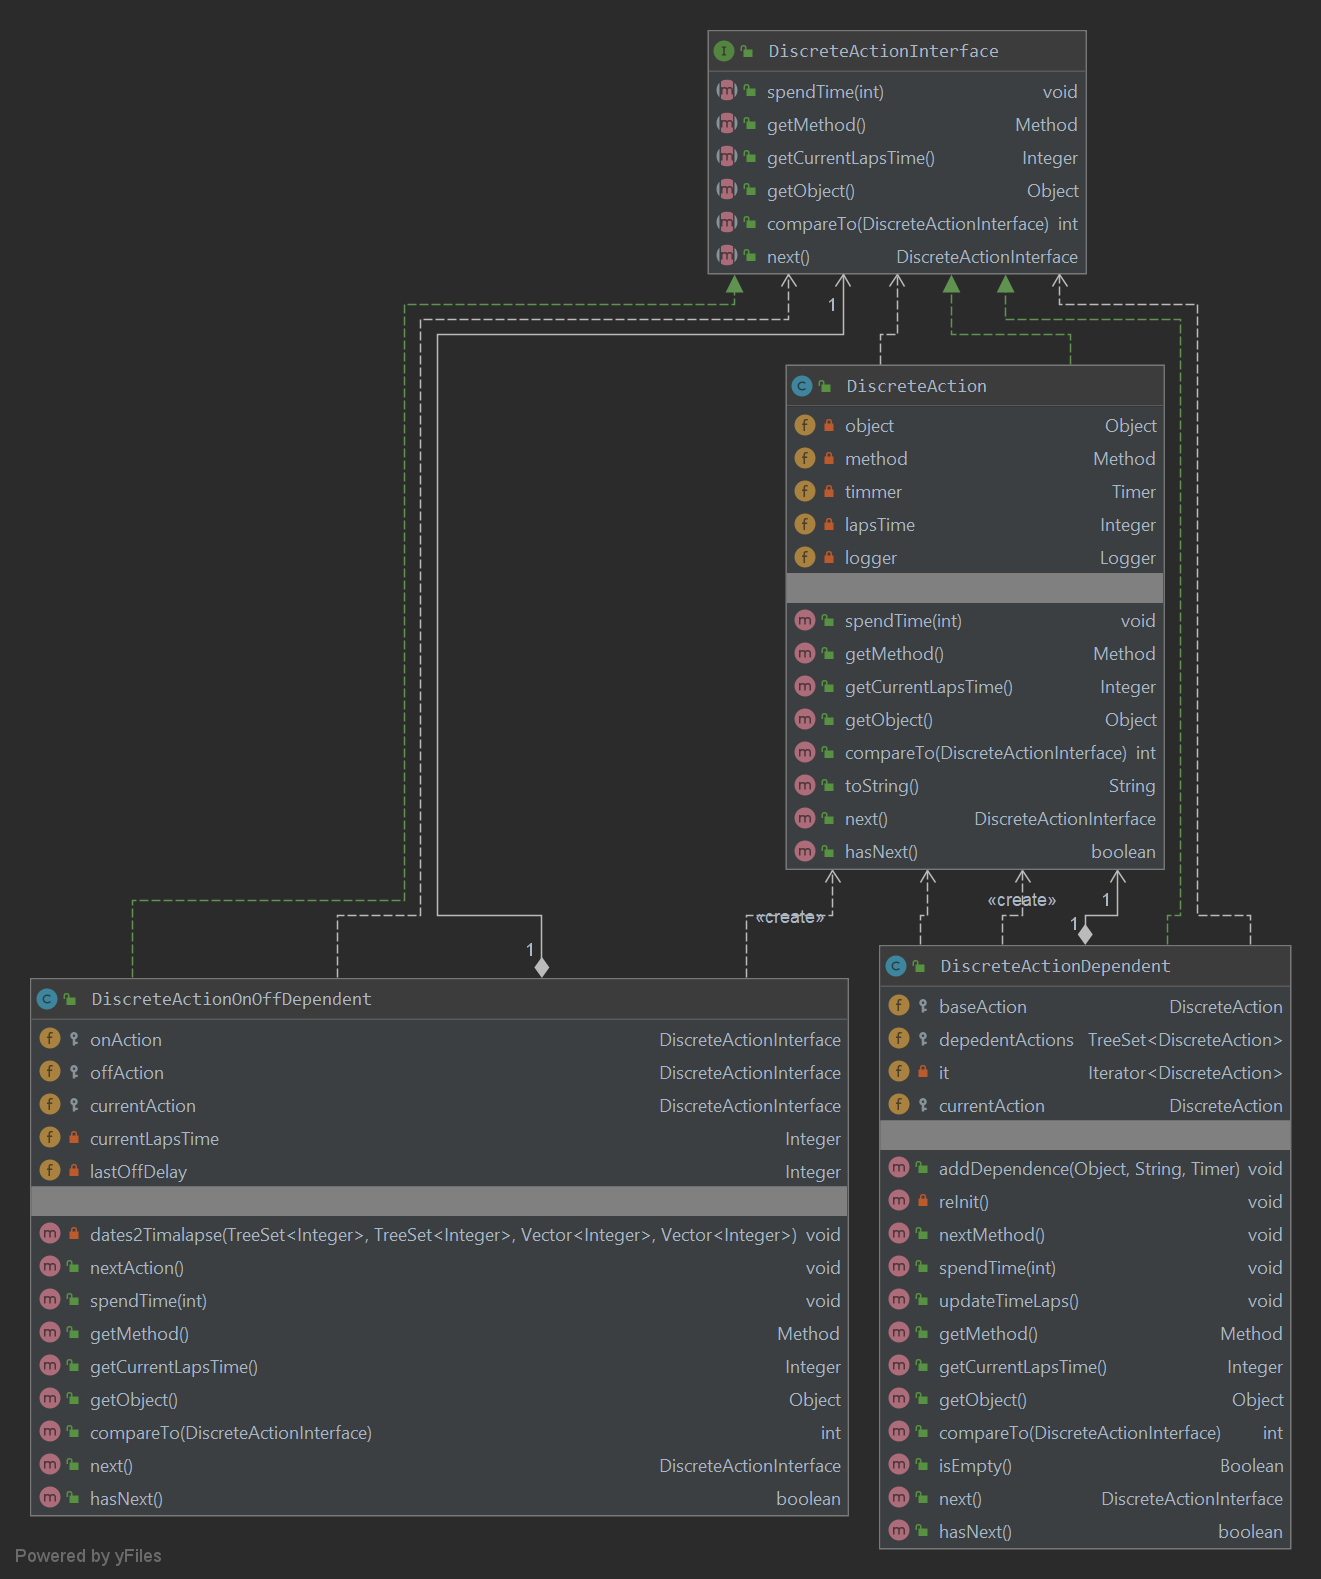 DiscreteActionInterface
spendTime(int) void
getMethod() Method
getCurrentLapsTime() Integer
getObject() Object
compareTo(DiscreteActionInterface) int
next() DiscreteActionInterface
1
DiscreteAction
object Object
method Method
timmer Timer
lapsTime Integer
logger Logger
spendTime(int) void
getMethod() Method
getCurrentLapsTime() Integer
getObject() Object
compareTo(DiscreteActionInterface) int
toString() String
next() DiscreteActionInterface
hasNext() boolean
«create»
«create»
1
1
1
DiscreteActionOnOffDependent
onAction DiscreteActionInterface
offAction DiscreteActionInterface
currentAction DiscreteActionInterface
currentLapsTime Integer
lastOffDelay Integer
dates2Timalapse(TreeSet<Integer>, TreeSet<Integer>, Vector<Integer>, Vector<Integer>) void
nextAction() void
spendTime(int) void
getMethod() Method
getCurrentLapsTime() Integer
getObject() Object
compareTo(DiscreteActionInterface) int
next() DiscreteActionInterface
hasNext() boolean
DiscreteActionDependent
baseAction DiscreteAction
depedentActions TreeSet<DiscreteAction>
it Iterator<DiscreteAction>
currentAction DiscreteAction
addDependence(Object, String, Timer) void
reInit() void
nextMethod() void
spendTime(int) void
updateTimeLaps() void
getMethod() Method
getCurrentLapsTime() Integer
getObject() Object
compareTo(DiscreteActionInterface) int
isEmpty() Boolean
next() DiscreteActionInterface
hasNext() boolean
Powered by yFiles